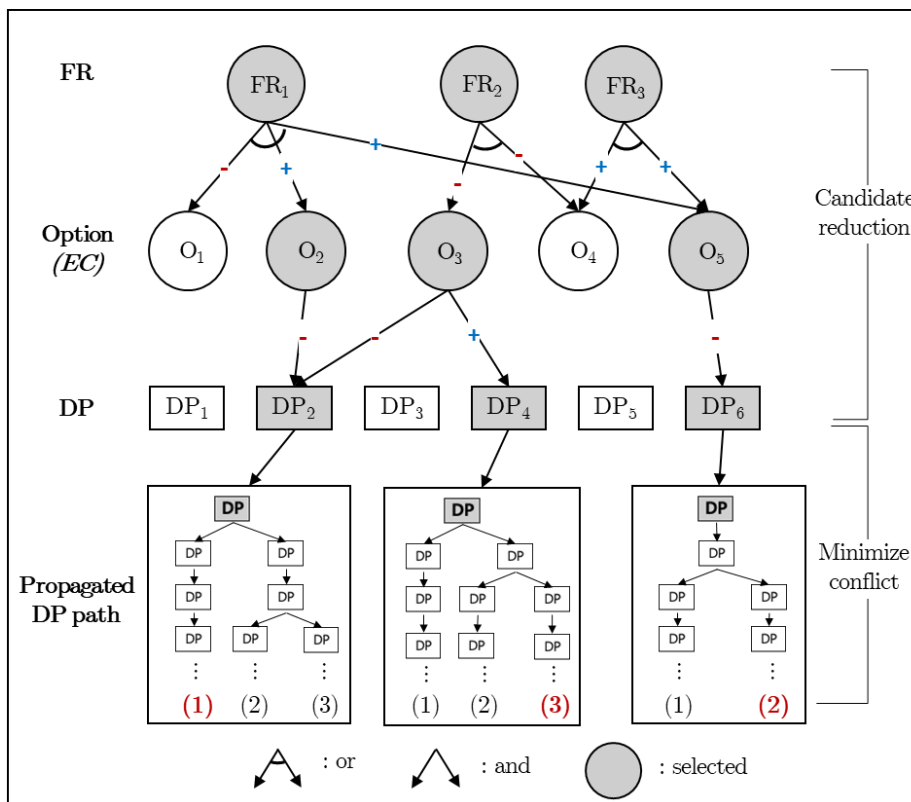 FR
FR₁ FR₂ FR₃
- + + - - + +
Option
(EC)
O₁ O₂ O₃ O₄ O₅
Candidate
reduction
- - + -
DP
DP₁ DP₂ DP₃ DP₄ DP₅ DP₆
Propagated
DP path
DP DP DP
DP DP DP DP DP
DP DP DP DP DP DP DP
DP DP DP DP DP DP DP DP
⋮ ⋮ ⋮ ⋮ ⋮ ⋮ ⋮ ⋮
(1) (2) (3) (1) (2) (3) (1) (2)
Minimize
conflict
: or : and : selected